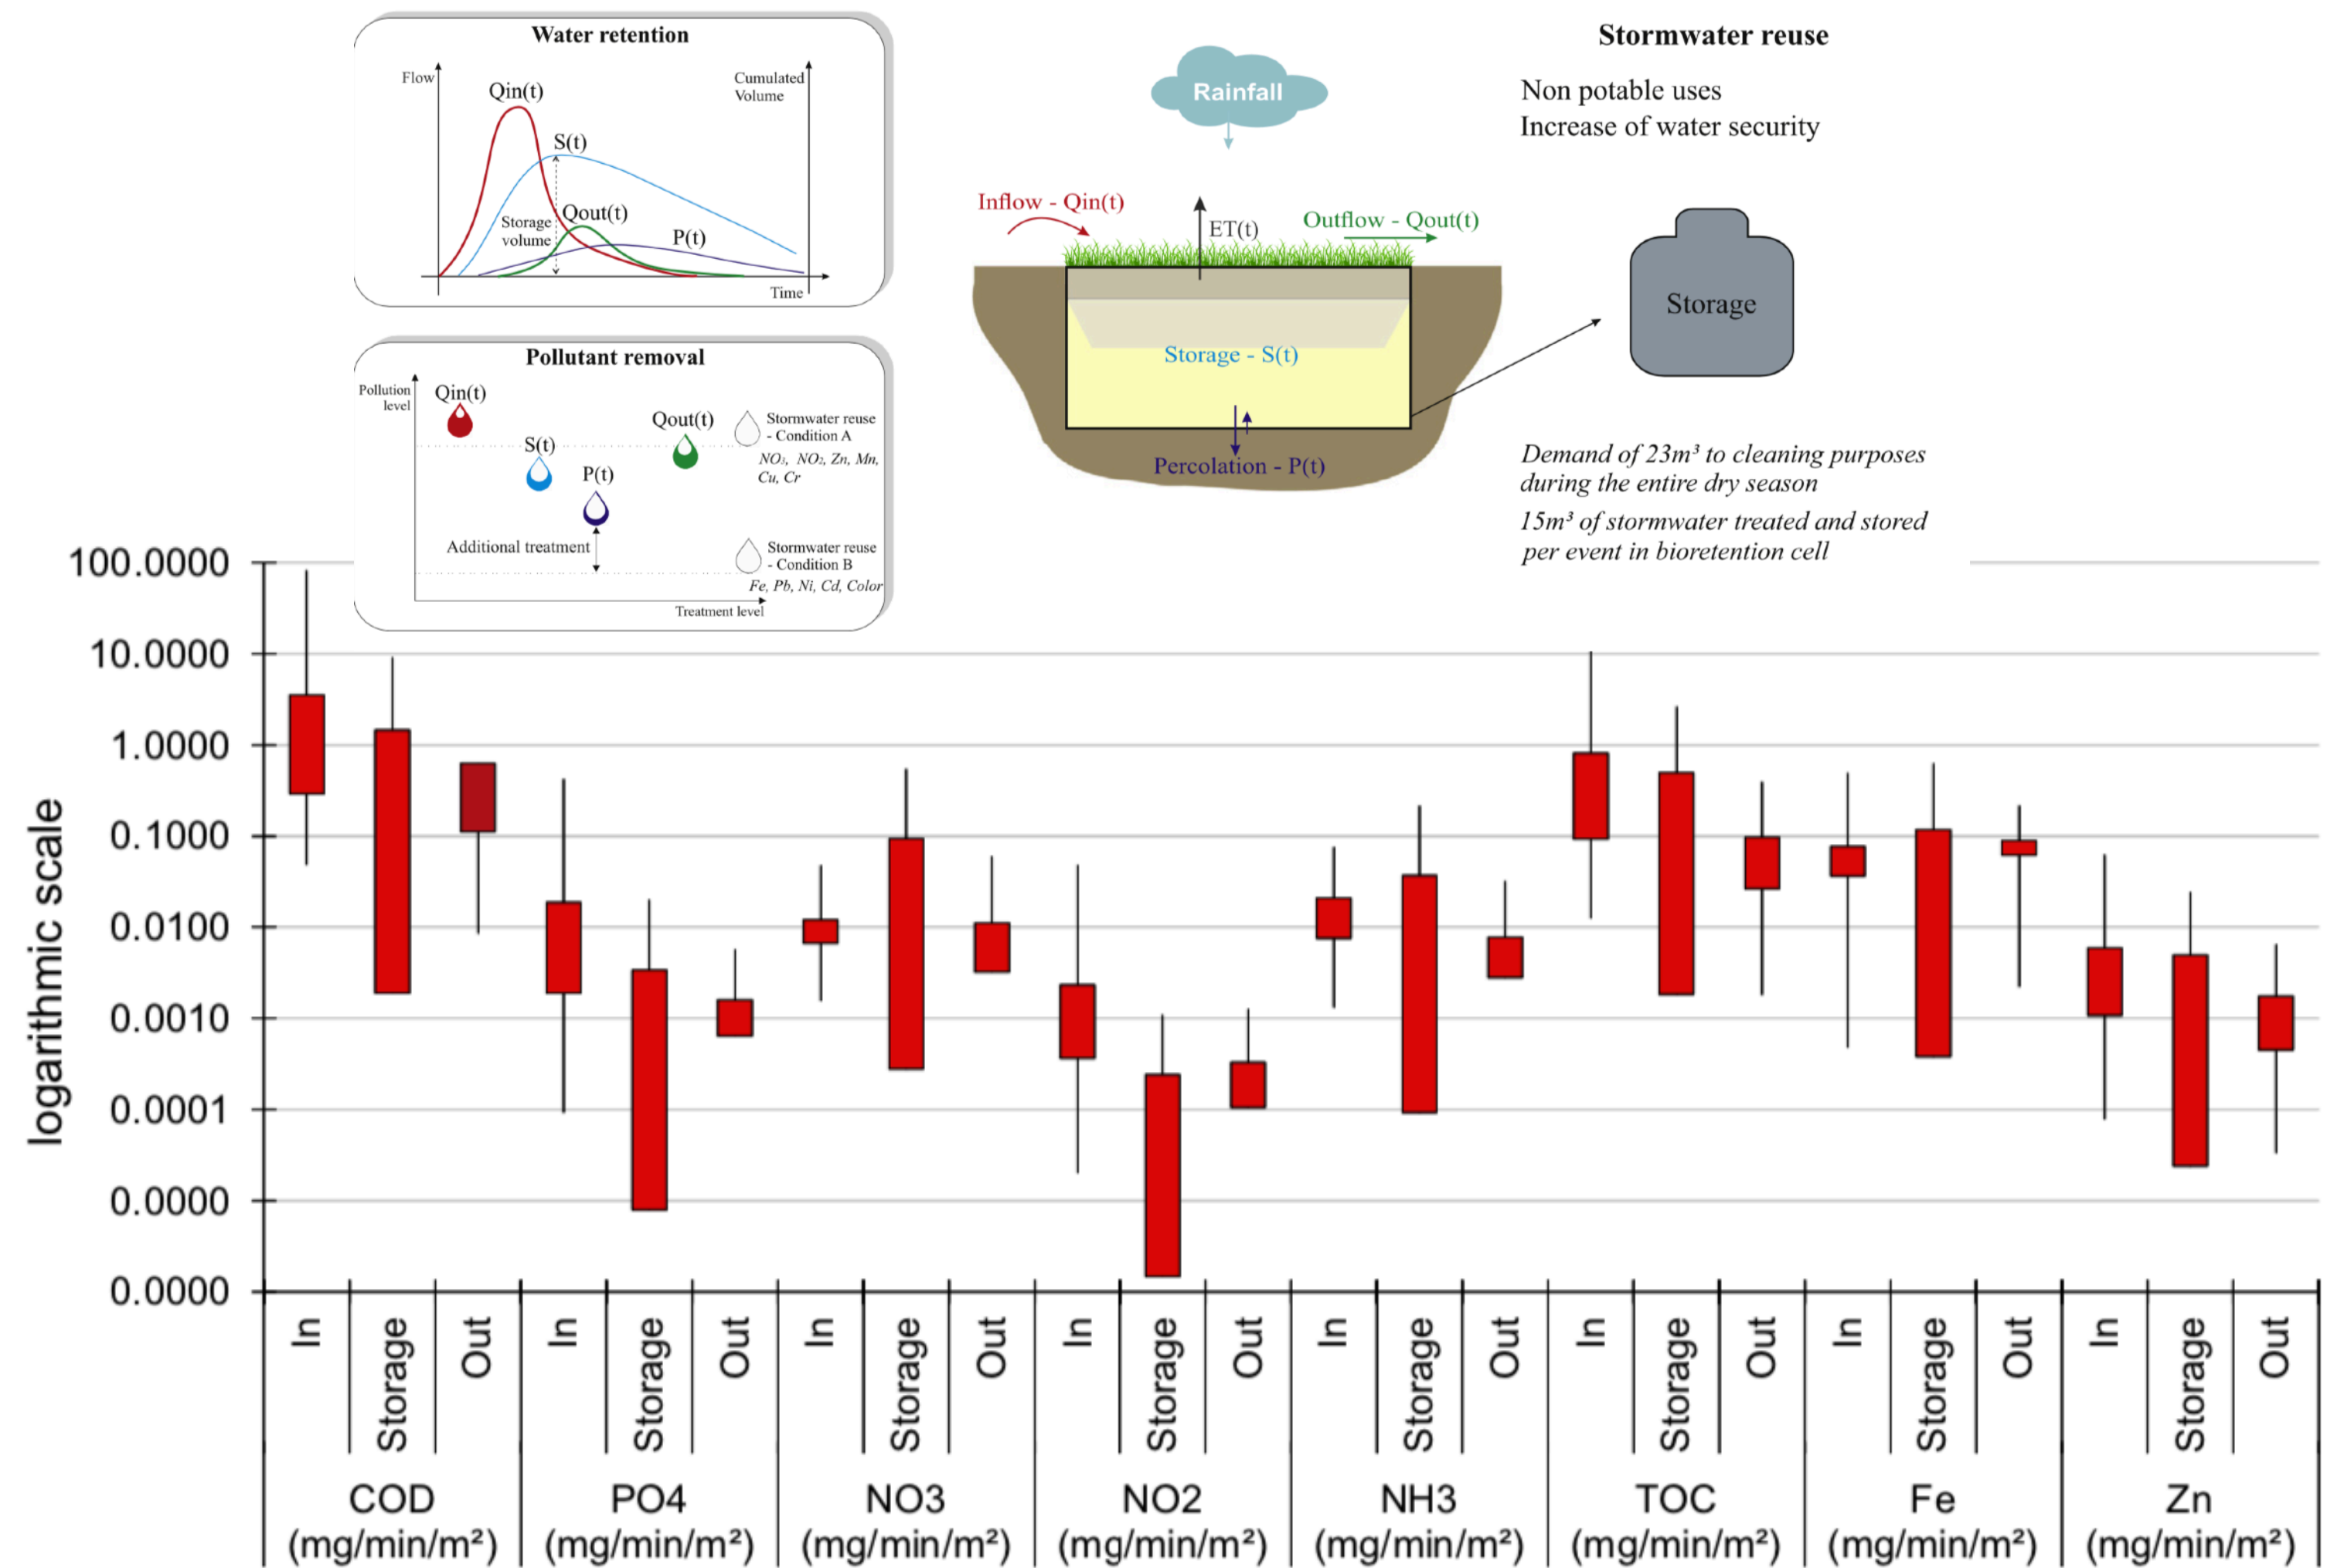 Water retention
Flow
Cumulated
Volume
Qin(t)
S(t)
Storage
volume
Qout(t)
P(t)
Time
Pollutant removal
Pollution
level
Qin(t)
S(t)
P(t)
Qout(t)
Stormwater reuse
- Condition A
NO₃, NO₂, Zn, Mn,
Cu, Cr
Additional treatment
Stormwater reuse
- Condition B
Fe, Pb, Ni, Cd, Color
Treatment level
Rainfall
Inflow - Qin(t)
ET(t)
Outflow - Qout(t)
Storage - S(t)
Percolation - P(t)
Stormwater reuse
Non potable uses
Increase of water security
Storage
Demand of 23m³ to cleaning purposes
during the entire dry season
15m³ of stormwater treated and stored
per event in bioretention cell
logarithmic scale
100.0000
10.0000
1.0000
0.1000
0.0100
0.0010
0.0001
0.0000
0.0000
In Storage Out In Storage Out In Storage Out In Storage Out In Storage Out In Storage Out In Storage Out In Storage Out
COD PO4 NO3 NO2 NH3 TOC Fe Zn
(mg/min/m²) (mg/min/m²) (mg/min/m²) (mg/min/m²) (mg/min/m²) (mg/min/m²) (mg/min/m²) (mg/min/m²)